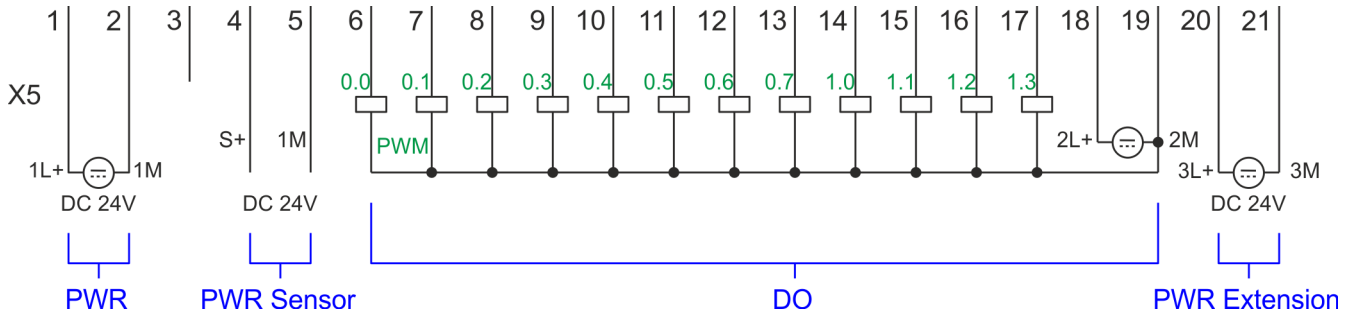 1 2 3 4 5 6 7 8 9 10 11 12 13 14 15 16 17 18 19 20 21
0.0 0.1 0.2 0.3 0.4 0.5 0.6 0.7 1.0 1.1 1.2 1.3
X5
S+ 1M PWM 2L+ 2M
1L+ 1M 3L+ 3M
DC 24V DC 24V DC 24V
PWR PWR Sensor DO PWR Extension